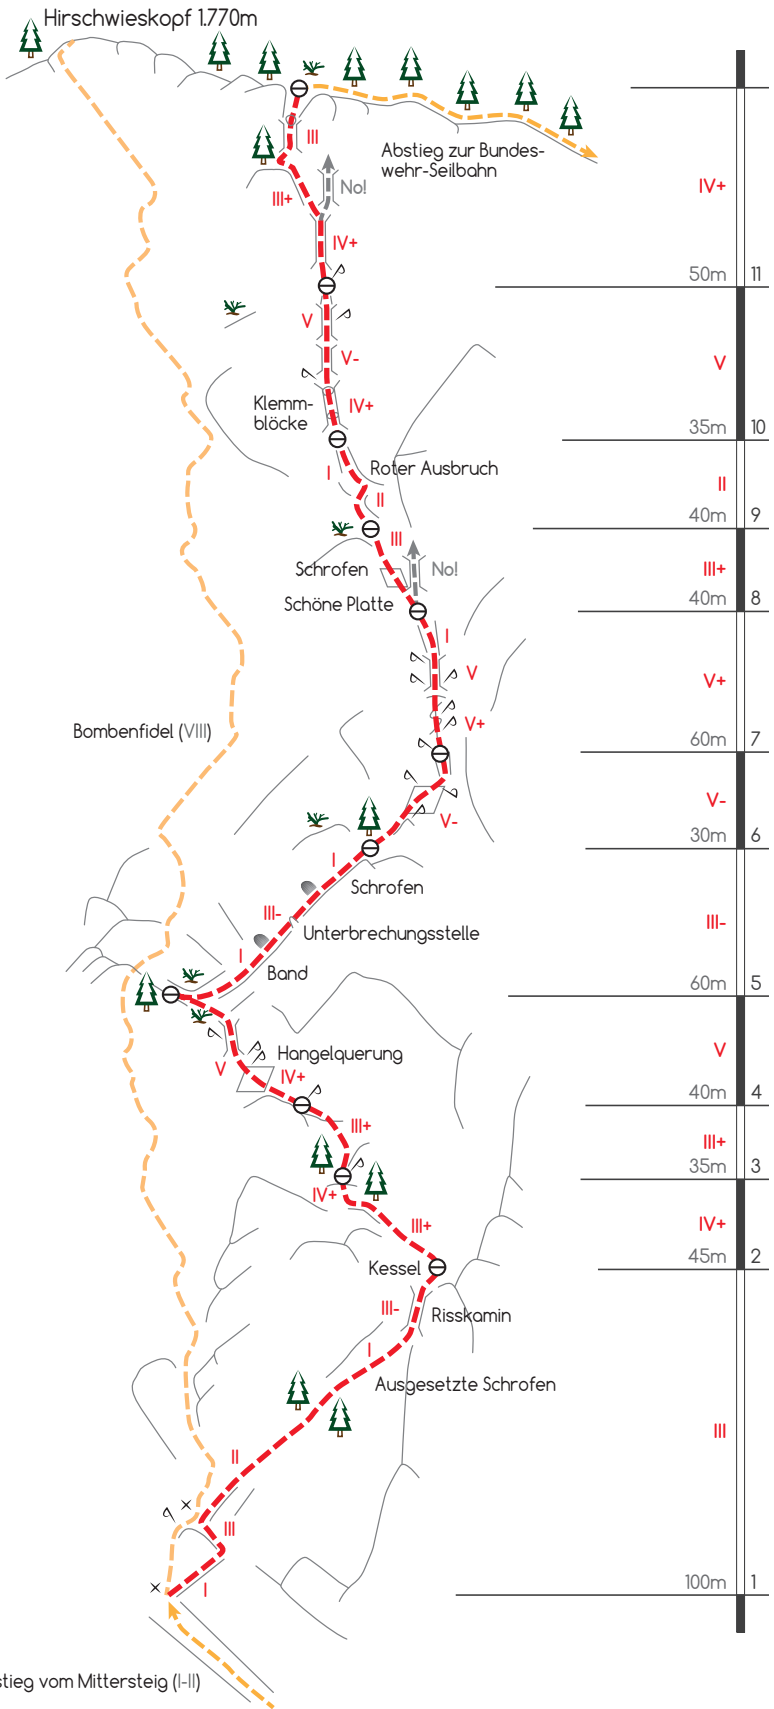 Hirschwieskopf 1.770m
III
Abstieg zur Bundes-
wehr-Seilbahn
No!
IV+
III+
IV+
50m 11
V
V-
V
Klemm-
blöcke
IV+
35m 10
Roter Ausbruch
I
II
II
40m 9
III
Schrofen
No!
III+
Schöne Platte
40m 8
I
V
V+
V+
Bombenfidel (VIII)
60m 7
V-
V-
30m 6
I
Schrofen
III-
III-
Unterbrechungsstelle
I
Band
60m 5
Hangelquerung
V
V
IV+
40m 4
III+
III+
35m 3
IV+
III+
IV+
Kessel
45m 2
III-
Risskamin
I
Ausgesetzte Schrofen
III
II
III
I
100m 1
stieg vom Mittersteig (I-II)